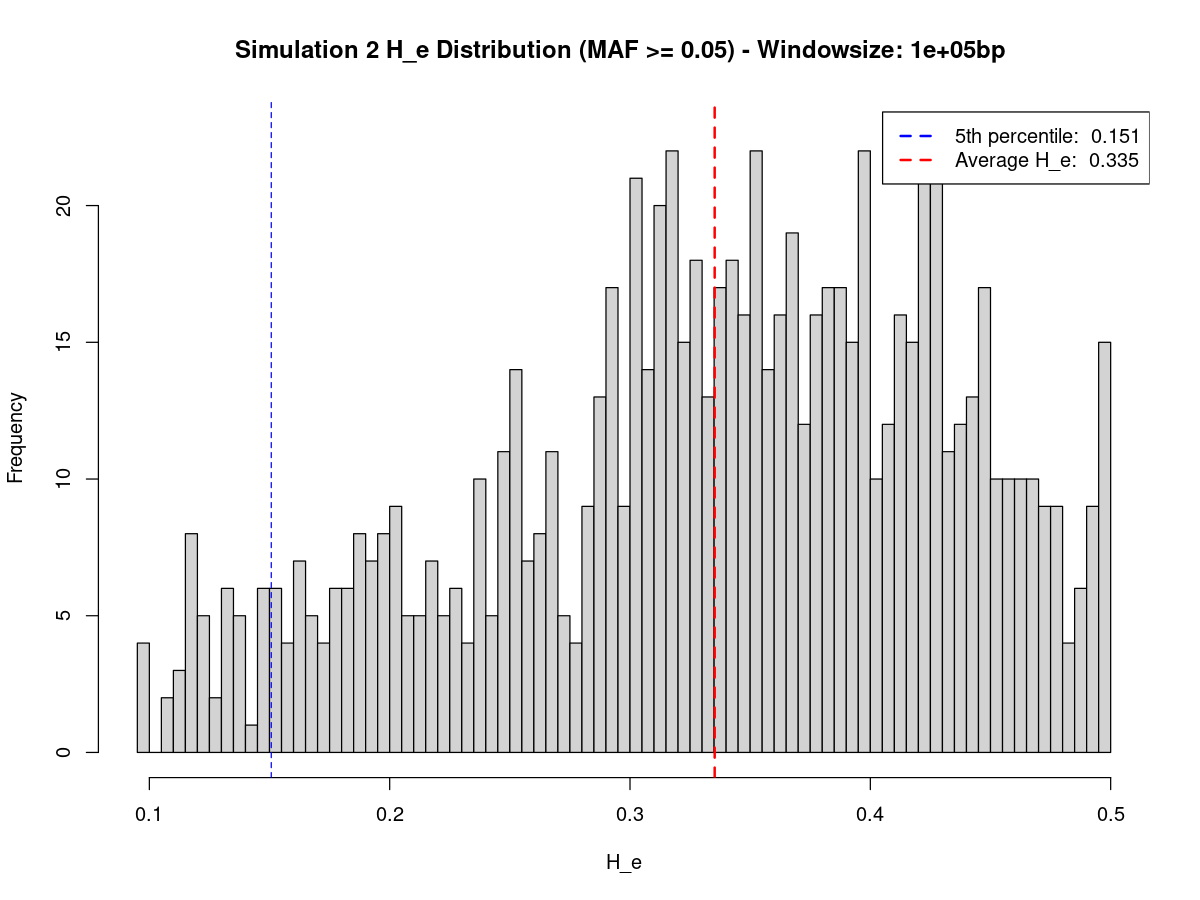 Simulation 2 H_e Distribution (MAF >= 0.05) - Windowsize: 1e+05bp
5th percentile: 0.151
Average H_e: 0.335
Frequency
20
15
10
5
0
0.1 0.2 0.3 0.4 0.5
H_e